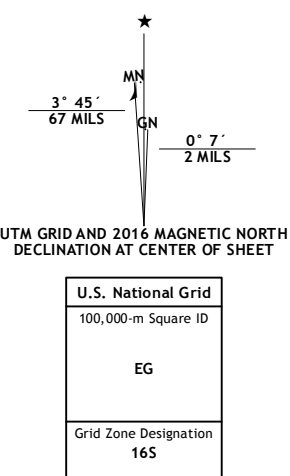 ★
MN
3° 45´
67 MILS
GN
0° 7´
2 MILS
UTM GRID AND 2016 MAGNETIC NORTH
DECLINATION AT CENTER OF SHEET
U.S. National Grid
100,000-m Square ID
EG
Grid Zone Designation
16S